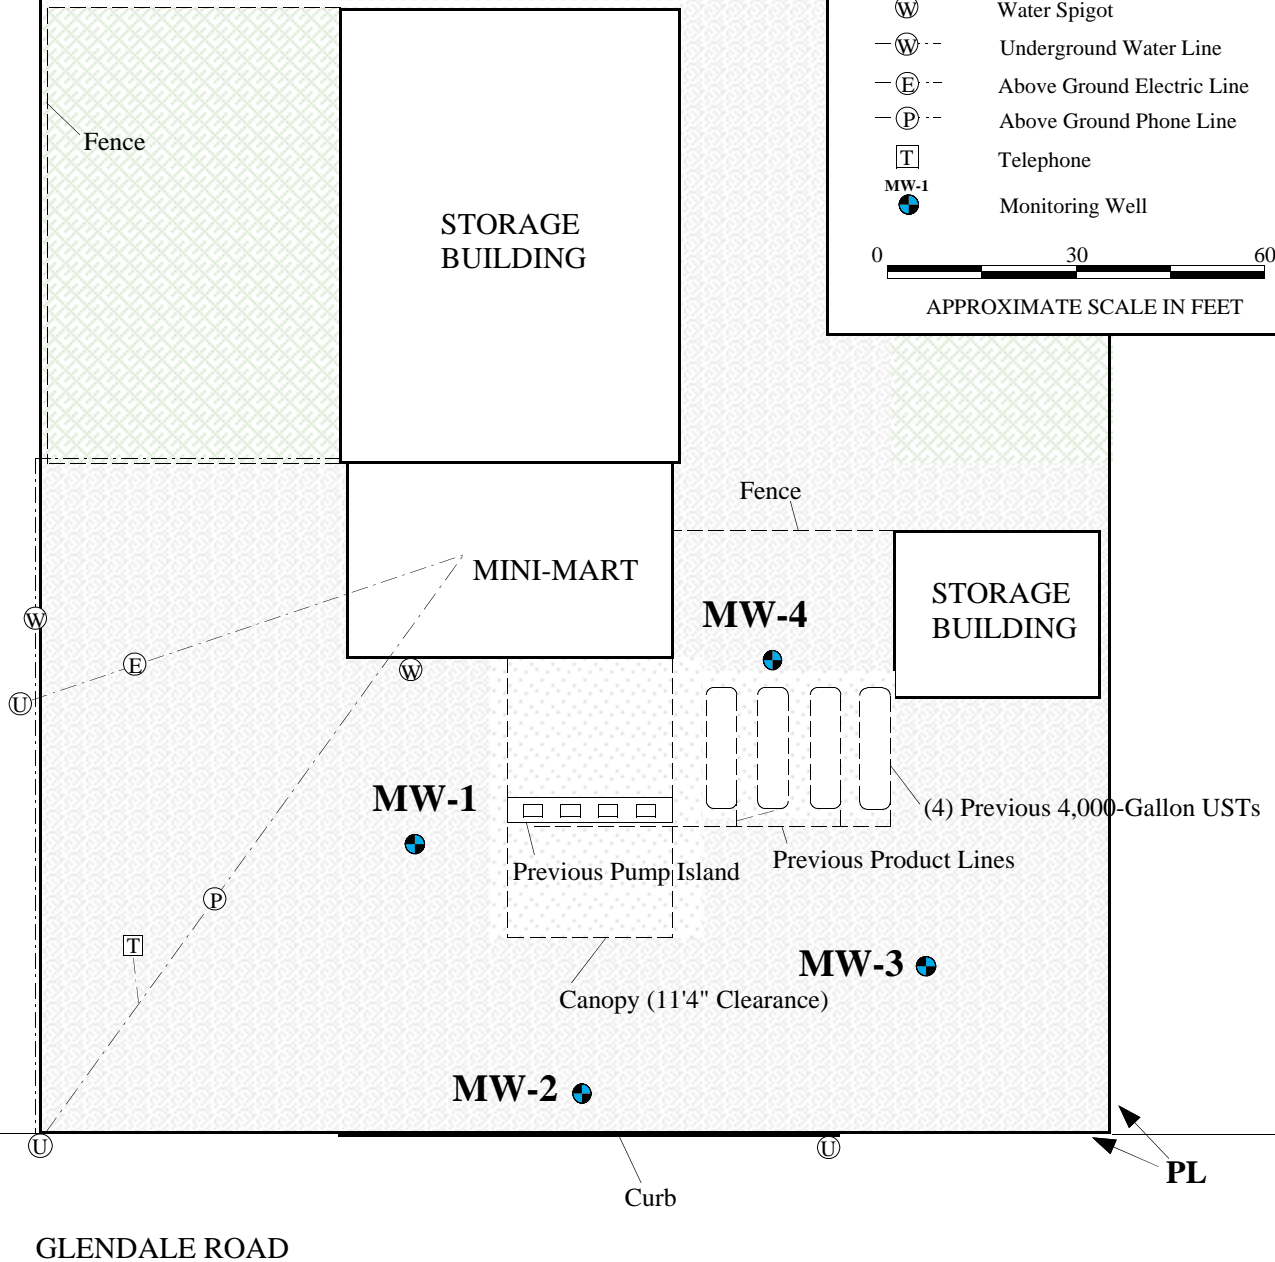 W Water Spigot
W Underground Water Line
E Above Ground Electric Line
P Above Ground Phone Line
T Telephone
MW-1
Monitoring Well
0 30 60
APPROXIMATE SCALE IN FEET
Fence
STORAGE
BUILDING
Fence
MINI-MART
STORAGE
BUILDING
MW-4
W
E
W
U
MW-1
(4) Previous 4,000-Gallon USTs
Previous Product Lines
Previous Pump Island
P
T
MW-3
Canopy (11'4" Clearance)
MW-2
U
U
PL
Curb
GLENDALE ROAD